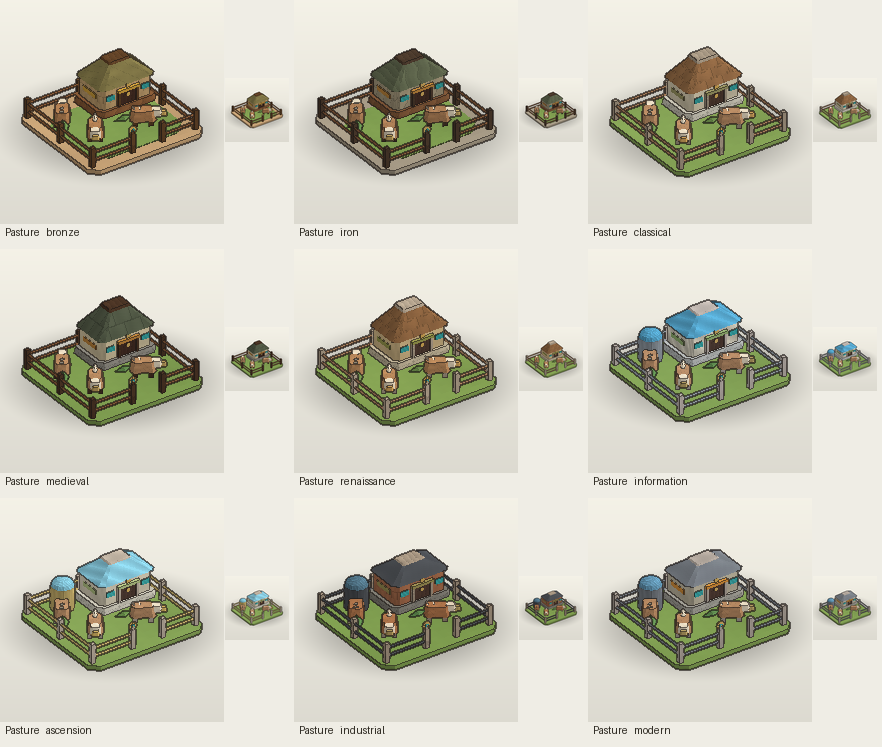 Pasture bronze
Pasture iron
Pasture classical
Pasture medieval
Pasture renaissance
Pasture information
Pasture ascension
Pasture industrial
Pasture modern